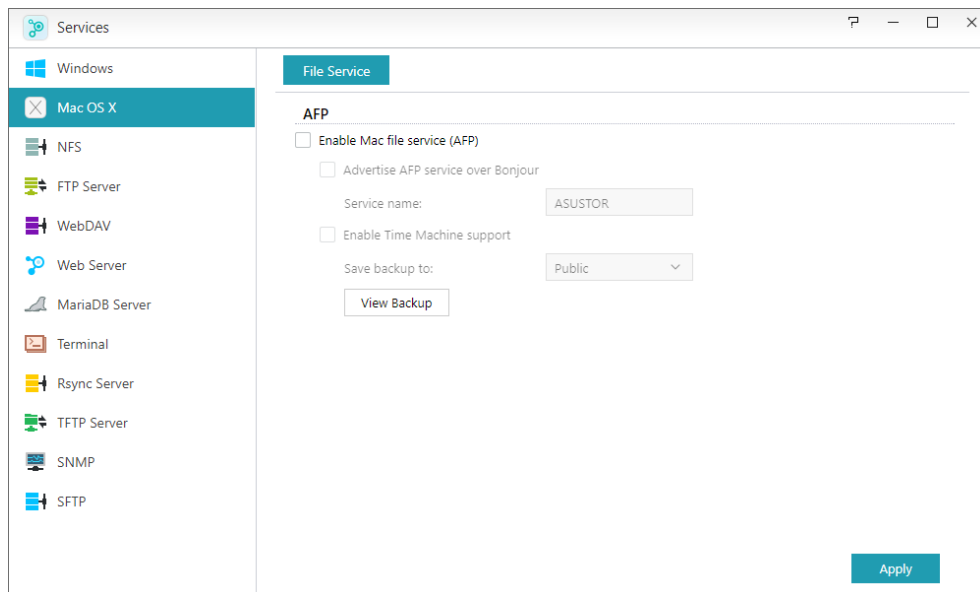 Services
Windows
Mac OS X
NFS
FTP Server
WebDAV
Web Server
MariaDB Server
Terminal
Rsync Server
TFTP Server
SNMP
SFTP
File Service
AFP
Enable Mac file service (AFP)
Advertise AFP service over Bonjour
Service name: ASUSTOR
Enable Time Machine support
Save backup to: Public
View Backup
Apply